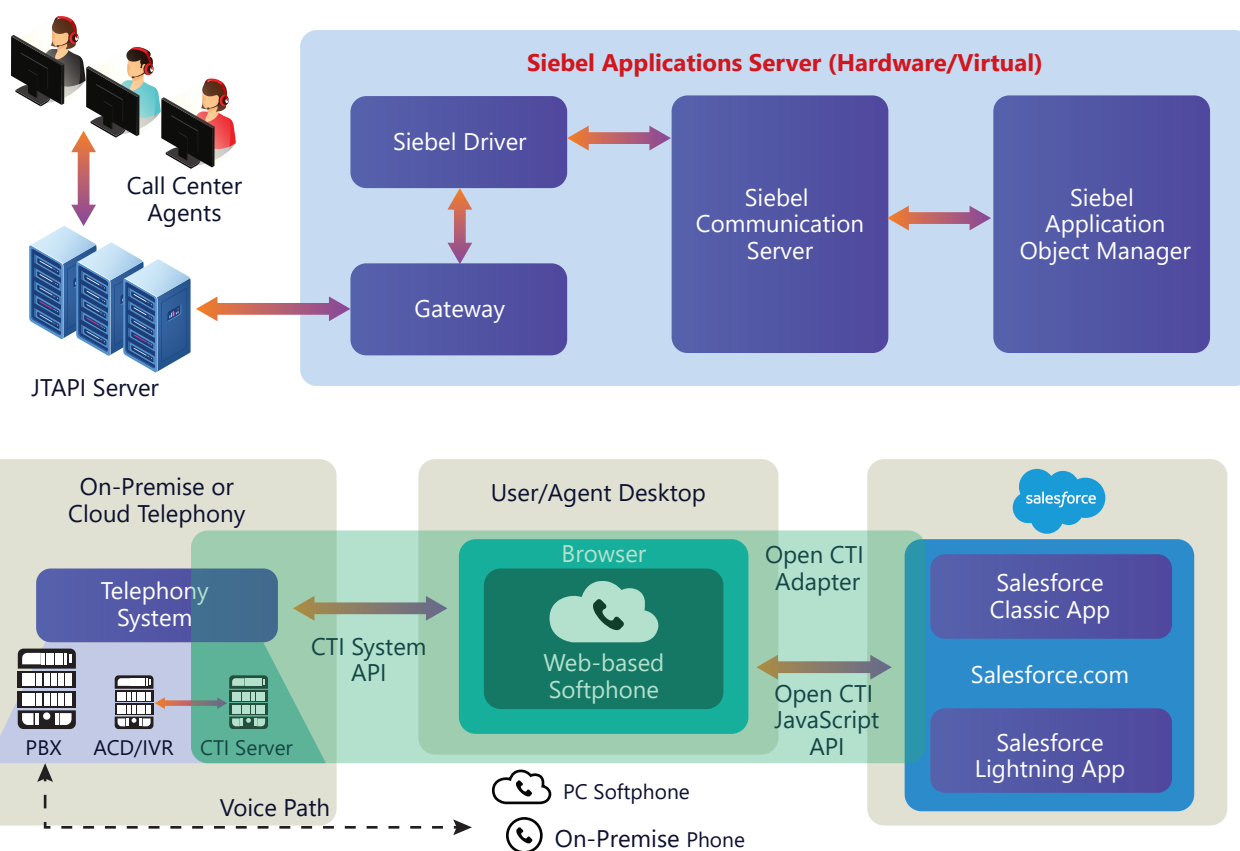 Siebel Applications Server (Hardware/Virtual)
Call Center
Agents
JTAPI Server
Siebel Driver
Gateway
Siebel
Communication
Server
Siebel
Application
Object Manager
On-Premise or
Cloud Telephony
Telephony
System
PBX
ACD/IVR
CTI Server
CTI System
API
User/Agent Desktop
Browser
Web-based
Softphone
Open CTI
Adapter
Open CTI
JavaScript
API
salesforce
Salesforce
Classic App
Salesforce.com
Salesforce
Lightning App
Voice Path
PC Softphone
On-Premise Phone